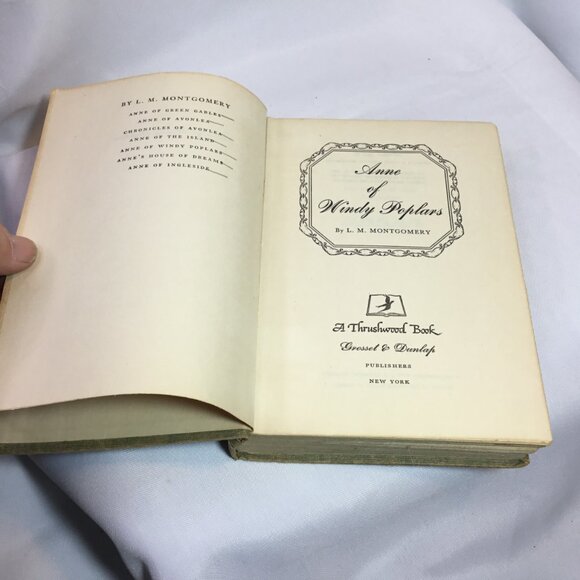 BY L. M. MONTGOMERY
ANNE OF GREEN GABLES
ANNE OF AVONLEA
CHRONICLES OF AVONLEA
ANNE OF THE ISLAND
ANNE OF WINDY POPLARS
ANNE'S HOUSE OF DREAMS
ANNE OF INGLESIDE
Anne
of
Windy Poplars
By L. M. MONTGOMERY
A Thrushwood Book
Grosset & Dunlap
PUBLISHERS
NEW YORK